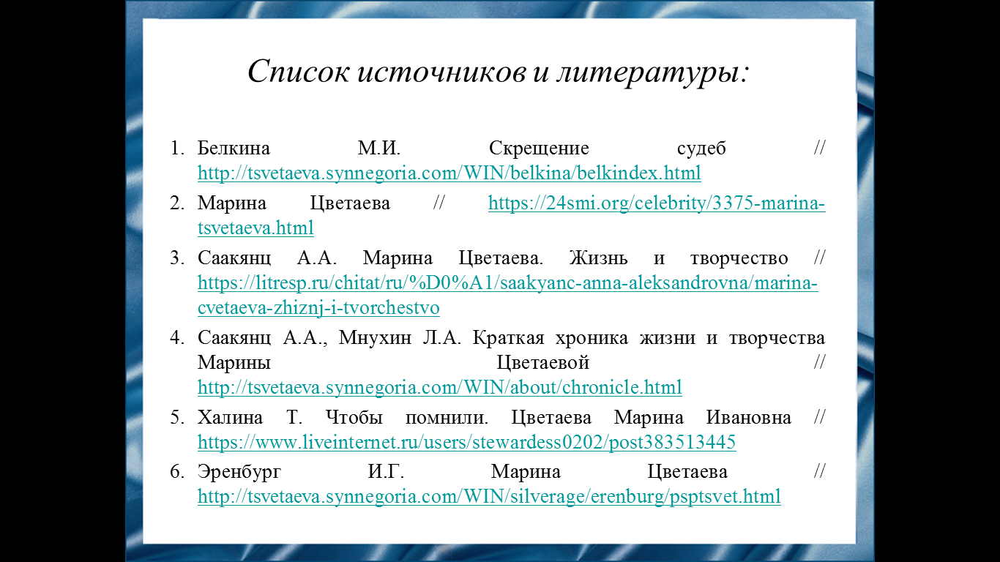 Список источников и литературы:
1. Белкина М.И. Скрещение судеб //
http://tsvetaeva.synnegoria.com/WIN/belkina/belkindex.html
2. Марина Цветаева // https://24smi.org/celebrity/3375-marina-
tsvetaeva.html
3. Саакянц А.А. Марина Цветаева. Жизнь и творчество //
https://litresp.ru/chitat/ru/%D0%A1/saakyanc-anna-aleksandrovna/marina-
cvetaeva-zhiznj-i-tvorchestvo
4. Саакянц А.А., Мнухин Л.А. Краткая хроника жизни и творчества
Марины Цветаевой //
http://tsvetaeva.synnegoria.com/WIN/about/chronicle.html
5. Халина Т. Чтобы помнили. Цветаева Марина Ивановна //
https://www.liveinternet.ru/users/stewardess0202/post383513445
6. Эренбург И.Г. Марина Цветаева //
http://tsvetaeva.synnegoria.com/WIN/silverage/erenburg/psptsvet.html